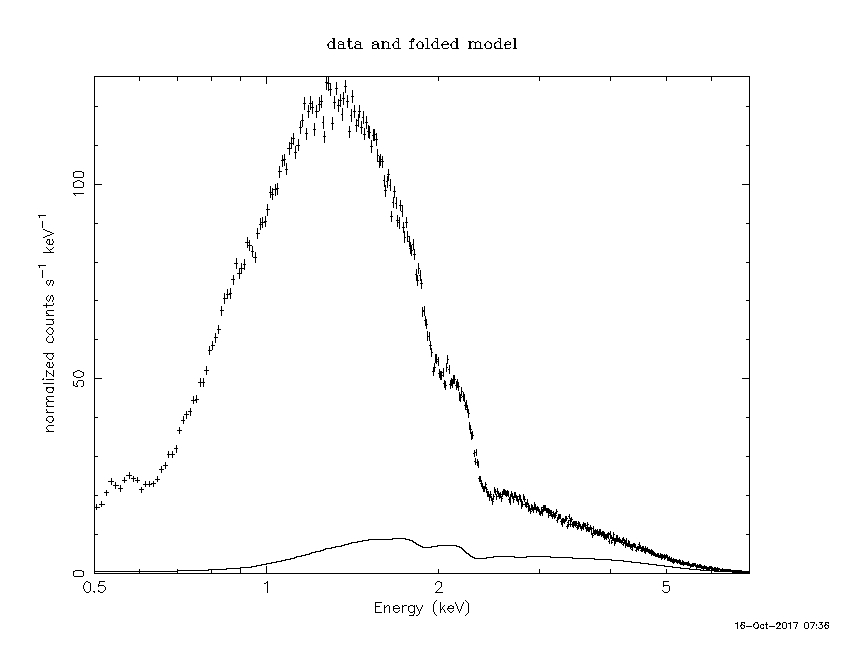 data and folded model
normalized counts s⁻¹ keV⁻¹
100
50
0
0.5 1 2 5
Energy (keV)
16-Oct-2017 07:36